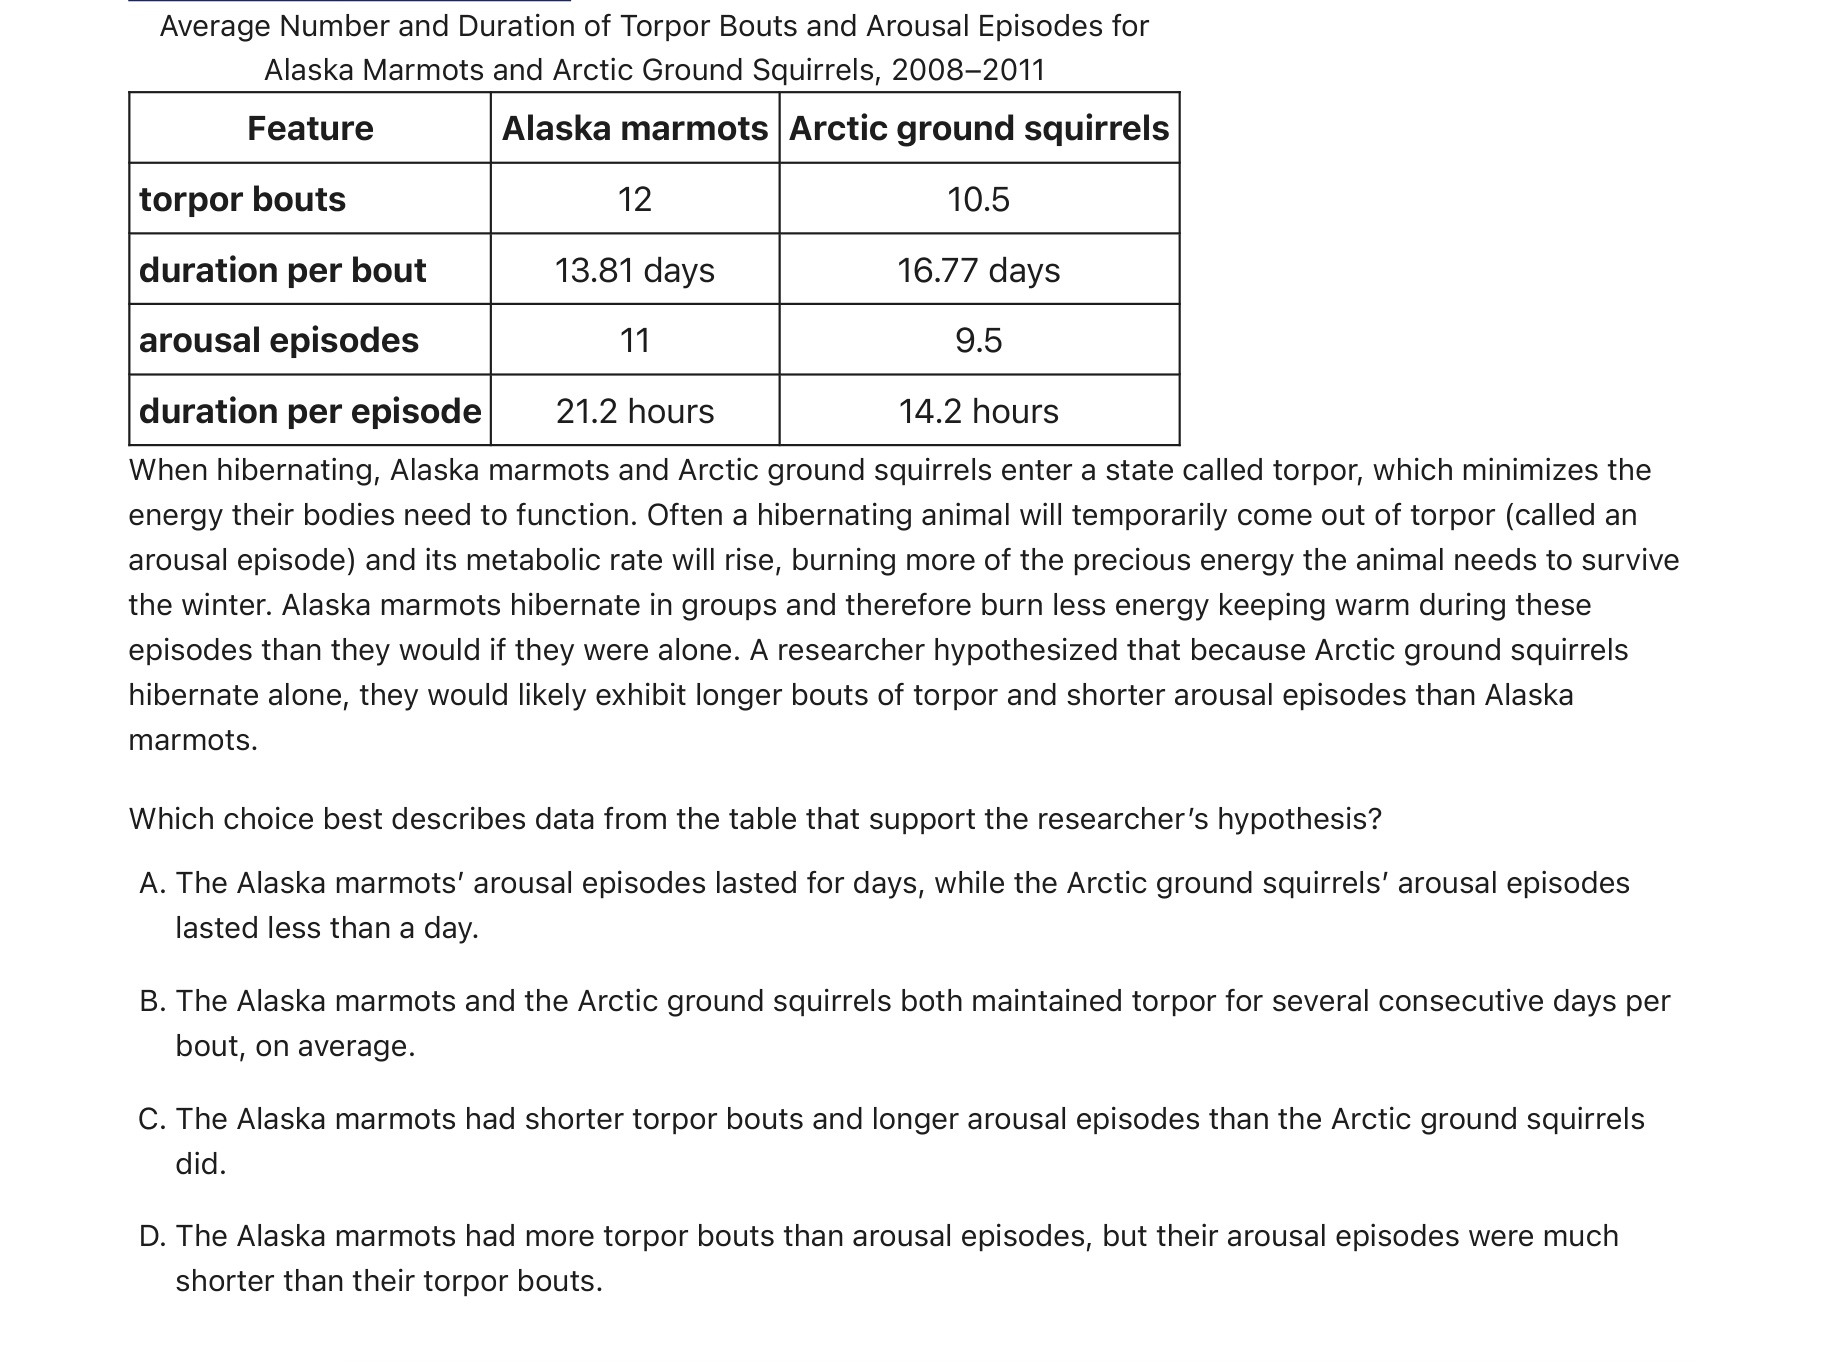 Average Number and Duration of Torpor Bouts and Arousal Episodes for
Alaska Marmots and Arctic Ground Squirrels, 2008–2011
Feature Alaska marmots Arctic ground squirrels
torpor bouts 12 10.5
duration per bout 13.81 days 16.77 days
arousal episodes 11 9.5
duration per episode 21.2 hours 14.2 hours
When hibernating, Alaska marmots and Arctic ground squirrels enter a state called torpor, which minimizes the
energy their bodies need to function. Often a hibernating animal will temporarily come out of torpor (called an
arousal episode) and its metabolic rate will rise, burning more of the precious energy the animal needs to survive
the winter. Alaska marmots hibernate in groups and therefore burn less energy keeping warm during these
episodes than they would if they were alone. A researcher hypothesized that because Arctic ground squirrels
hibernate alone, they would likely exhibit longer bouts of torpor and shorter arousal episodes than Alaska
marmots.
Which choice best describes data from the table that support the researcher’s hypothesis?
A. The Alaska marmots’ arousal episodes lasted for days, while the Arctic ground squirrels’ arousal episodes
lasted less than a day.
B. The Alaska marmots and the Arctic ground squirrels both maintained torpor for several consecutive days per
bout, on average.
C. The Alaska marmots had shorter torpor bouts and longer arousal episodes than the Arctic ground squirrels
did.
D. The Alaska marmots had more torpor bouts than arousal episodes, but their arousal episodes were much
shorter than their torpor bouts.